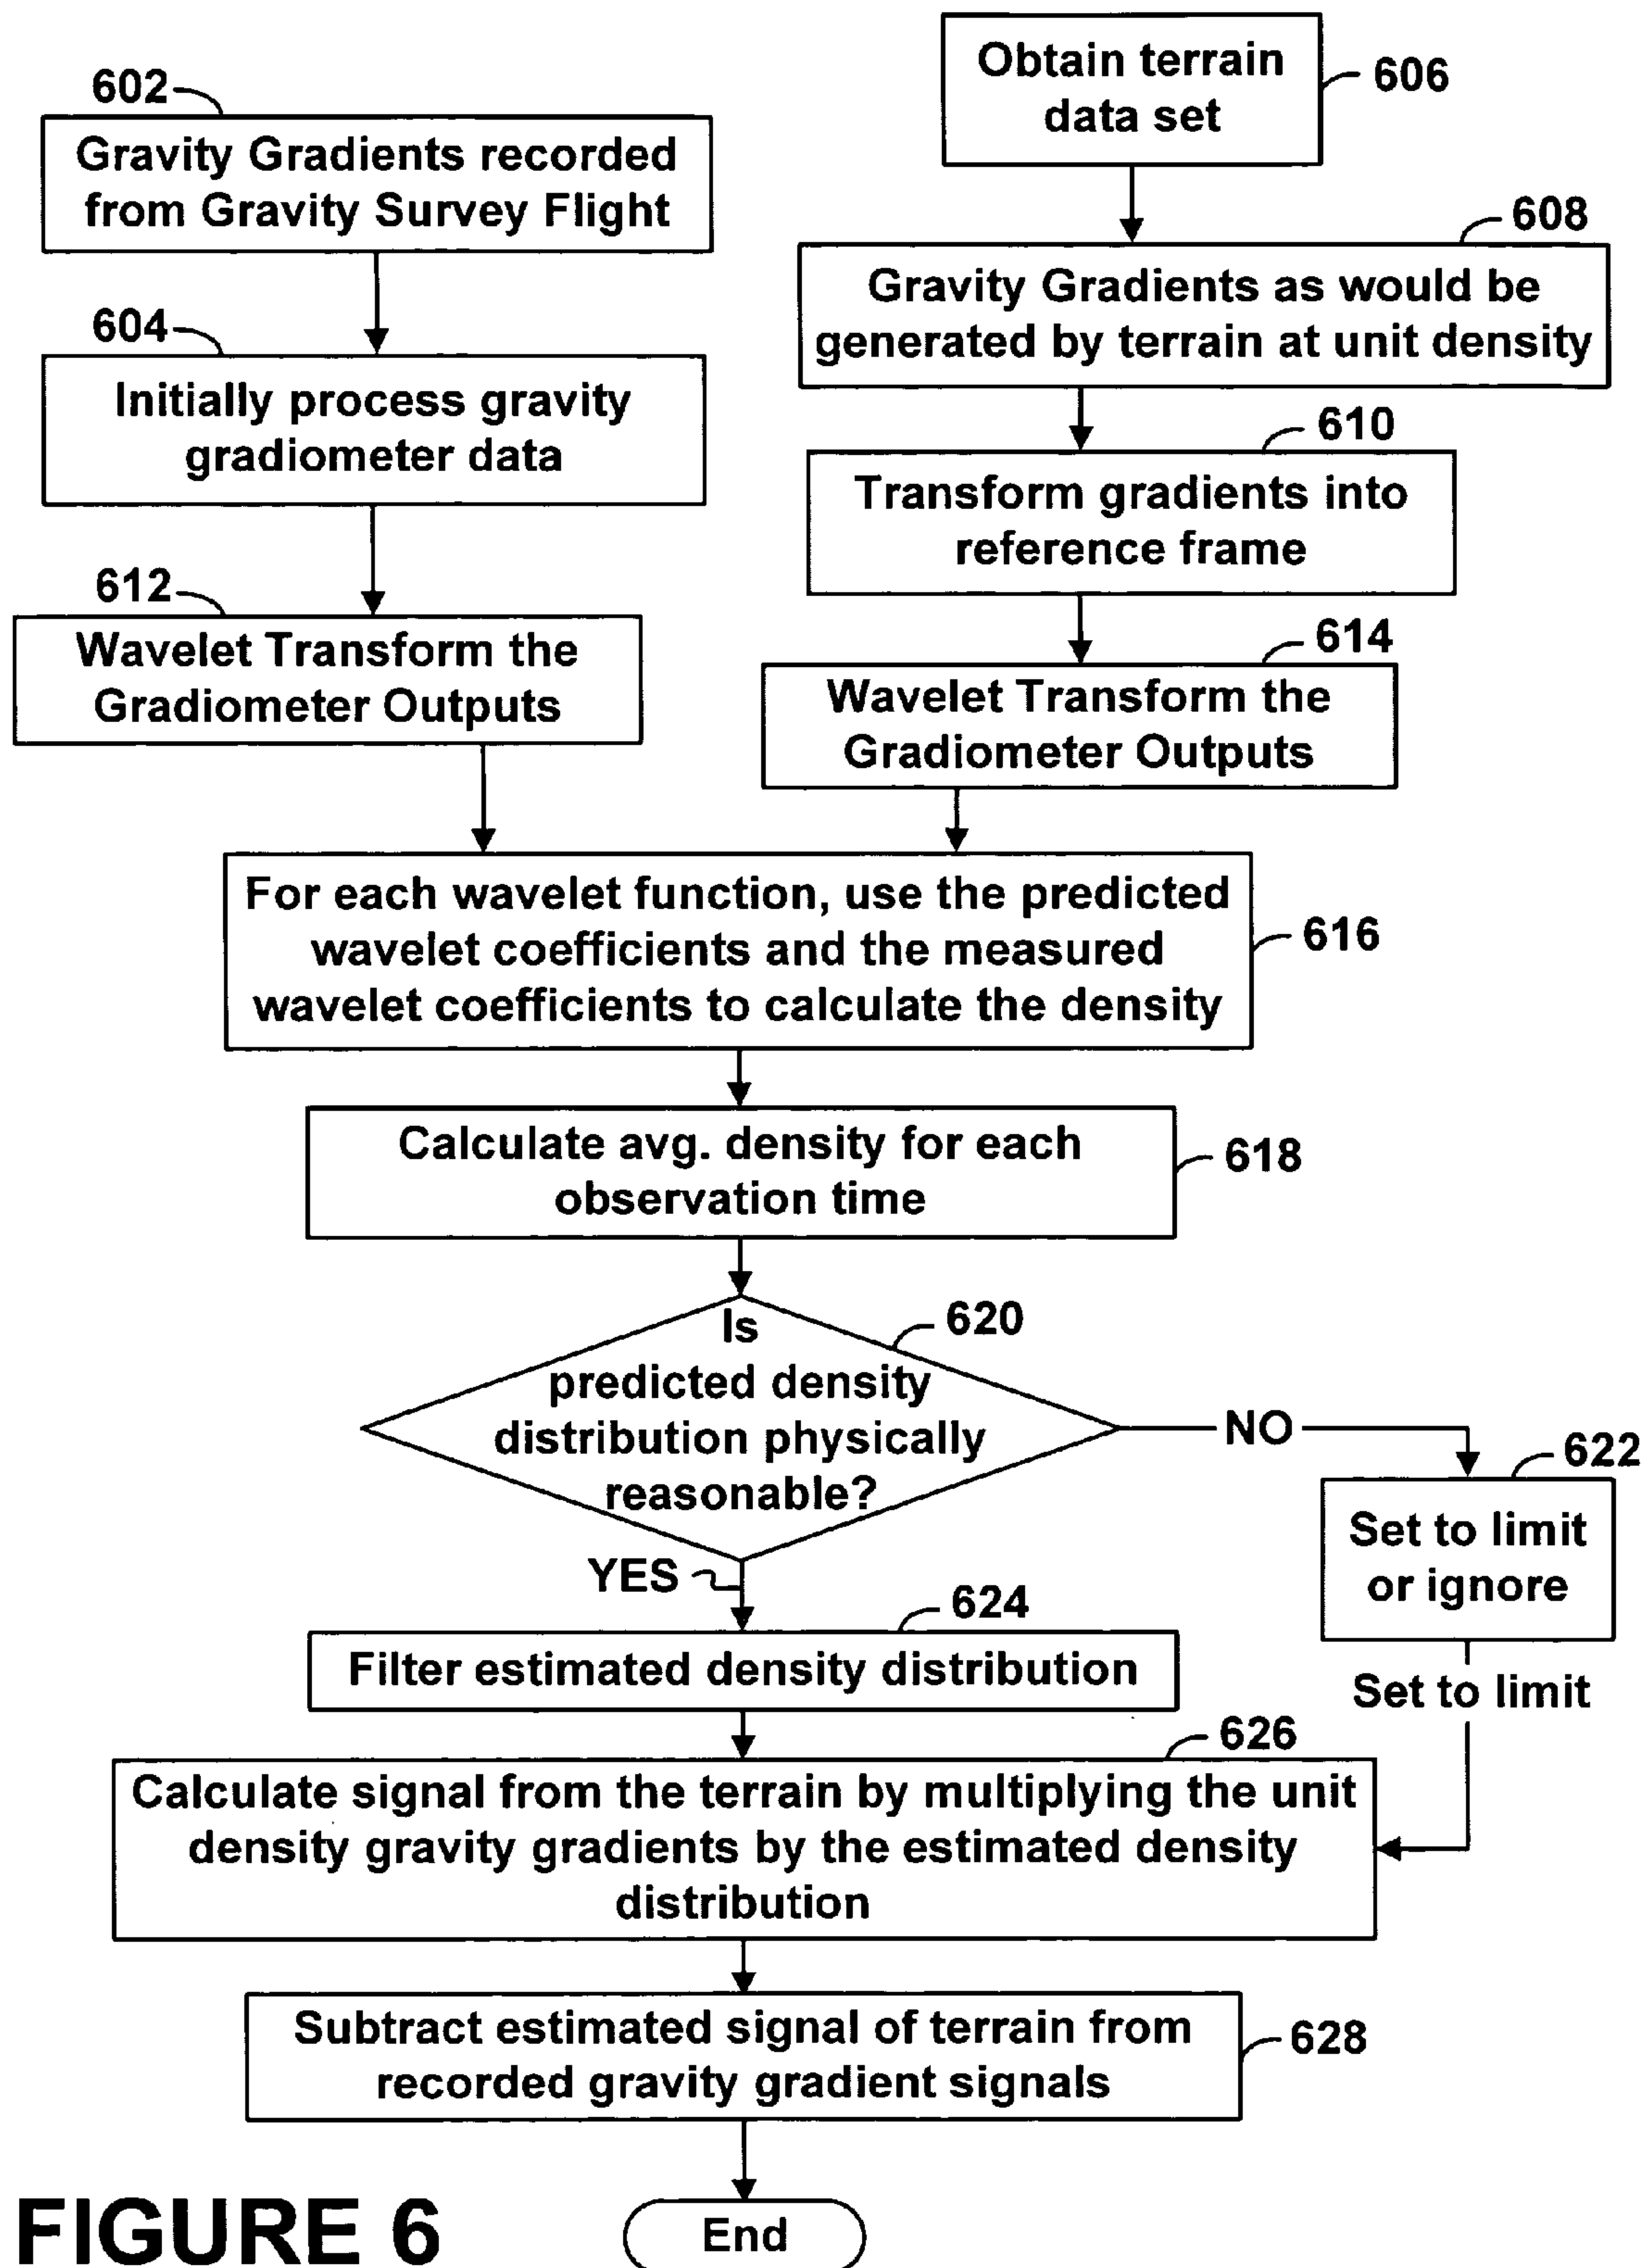 602
Gravity Gradients recorded
from Gravity Survey Flight
604
Initially process gravity
gradiometer data
612
Wavelet Transform the
Gradiometer Outputs
Obtain terrain
data set
606
608
Gravity Gradients as would be
generated by terrain at unit density
610
Transform gradients into
reference frame
614
Wavelet Transform the
Gradiometer Outputs
For each wavelet function, use the predicted
wavelet coefficients and the measured
wavelet coefficients to calculate the density
616
Calculate avg. density for each
observation time
618
620
Is
predicted density
distribution physically
reasonable?
NO
622
Set to limit
or ignore
Set to limit
YES
624
Filter estimated density distribution
626
Calculate signal from the terrain by multiplying the unit
density gravity gradients by the estimated density
distribution
Subtract estimated signal of terrain from
recorded gravity gradient signals
628
End
FIGURE 6